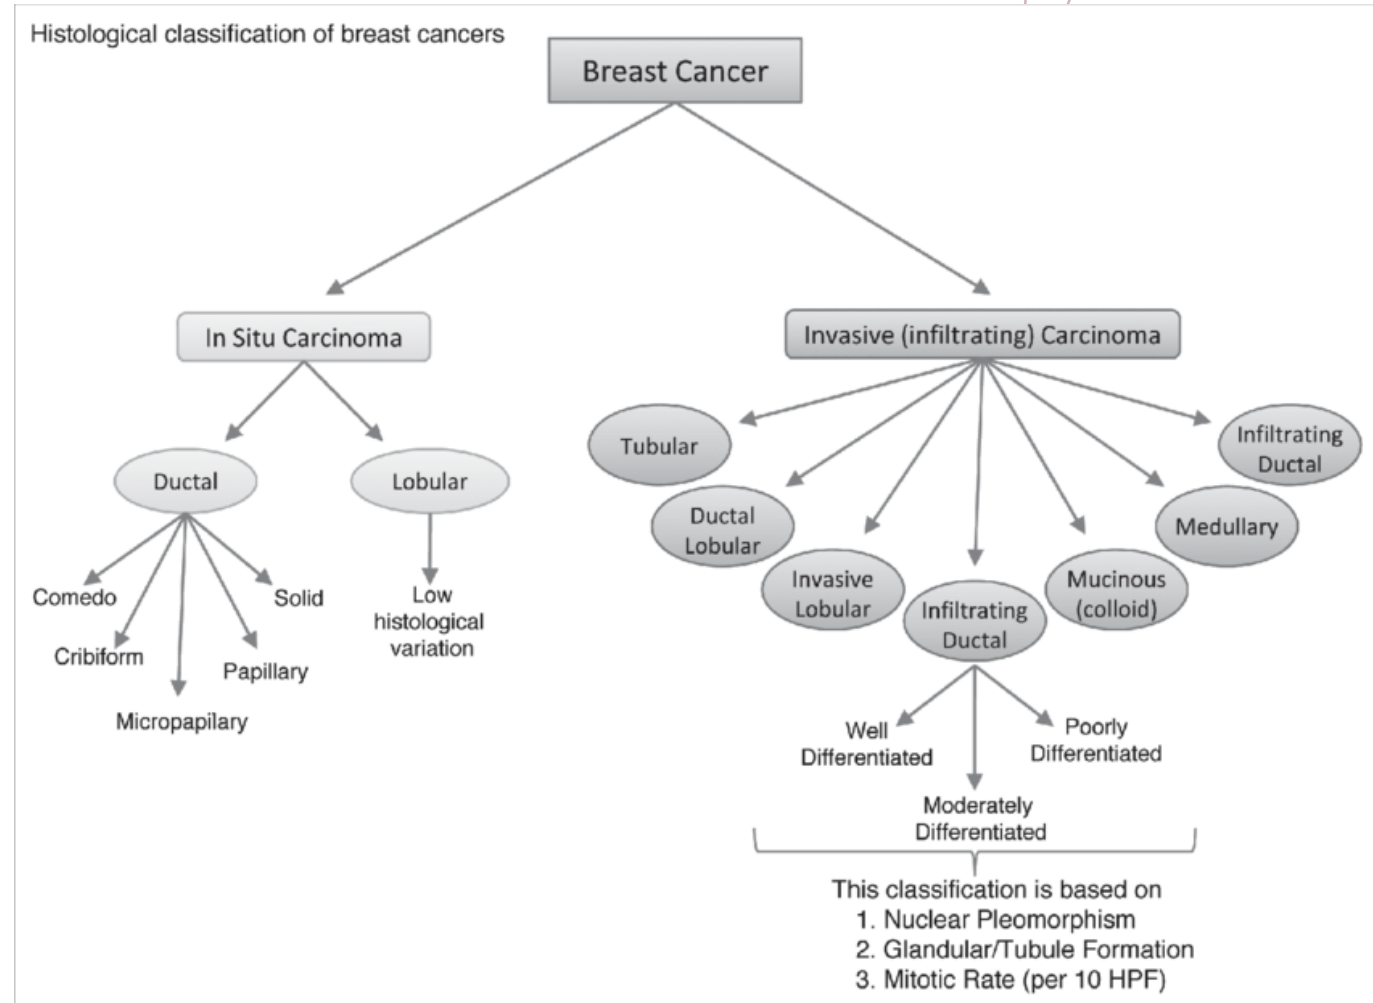 Histological classification of breast cancers
Breast Cancer
In Situ Carcinoma
Invasive (infiltrating) Carcinoma
Ductal
Lobular
Comedo
Cribiform
Micropapilary
Papillary
Solid
Low
histological
variation
Tubular
Ductal
Lobular
Invasive
Lobular
Infiltrating
Ductal
Mucinous
(colloid)
Medullary
Infiltrating
Ductal
Well
Differentiated
Moderately
Differentiated
Poorly
Differentiated
This classification is based on
1. Nuclear Pleomorphism
2. Glandular/Tubule Formation
3. Mitotic Rate (per 10 HPF)